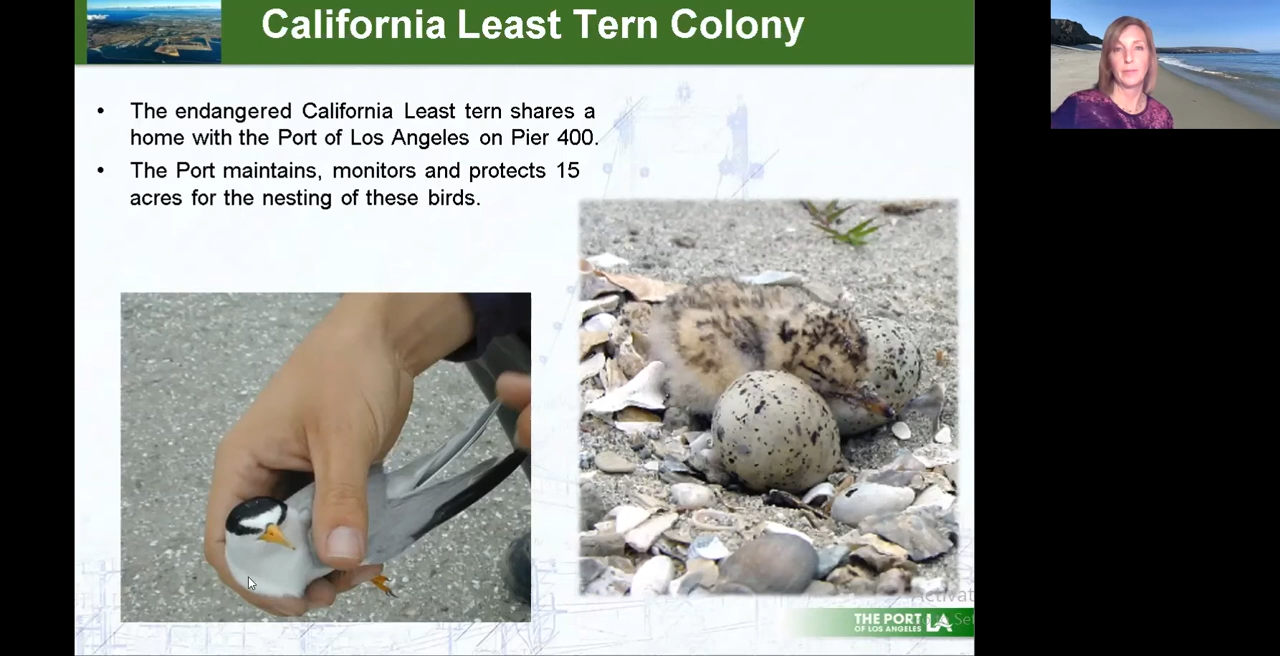 California Least Tern Colony
• The endangered California Least tern shares a
home with the Port of Los Angeles on Pier 400.
• The Port maintains, monitors and protects 15
acres for the nesting of these birds.
THE PORT
OF LOS ANGELES LA